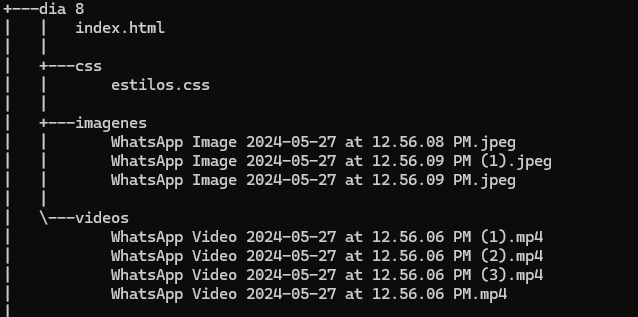 +---dia 8
|   |   index.html
|   |
|   +---css
|   |       estilos.css
|   |
|   +---imagenes
|   |       WhatsApp Image 2024-05-27 at 12.56.08 PM.jpeg
|   |       WhatsApp Image 2024-05-27 at 12.56.09 PM (1).jpeg
|   |       WhatsApp Image 2024-05-27 at 12.56.09 PM.jpeg
|   |
|   \---videos
|           WhatsApp Video 2024-05-27 at 12.56.06 PM (1).mp4
|           WhatsApp Video 2024-05-27 at 12.56.06 PM (2).mp4
|           WhatsApp Video 2024-05-27 at 12.56.06 PM (3).mp4
|           WhatsApp Video 2024-05-27 at 12.56.06 PM.mp4
|